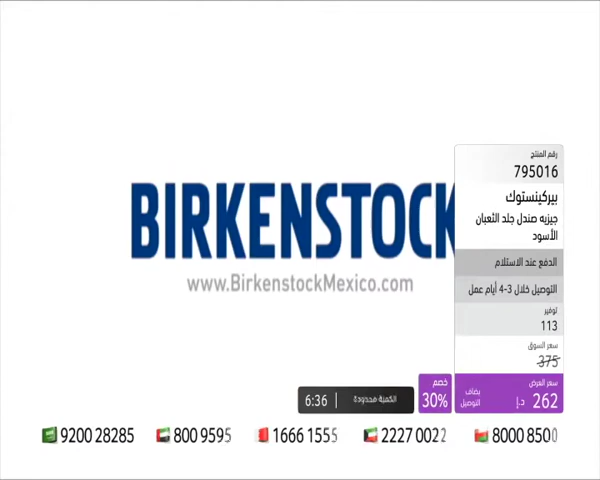 BIRKENSTOCK
www.BirkenstockMexico.com
رقم المنتج
795016
بيركينستوك
جيزيه صندل جلد الثعبان
الأسود
الدفع عند الاستلام
التوصيل خلال 3-4 أيام عمل
توفير
113
سعر السوق
375
سعر العرض
262 د.إ
يضاف
التوصيل
خصم
30%
الكمية محدودة
6:36
9200 28285
800 9595
1666 1555
2227 0022
8000 8500